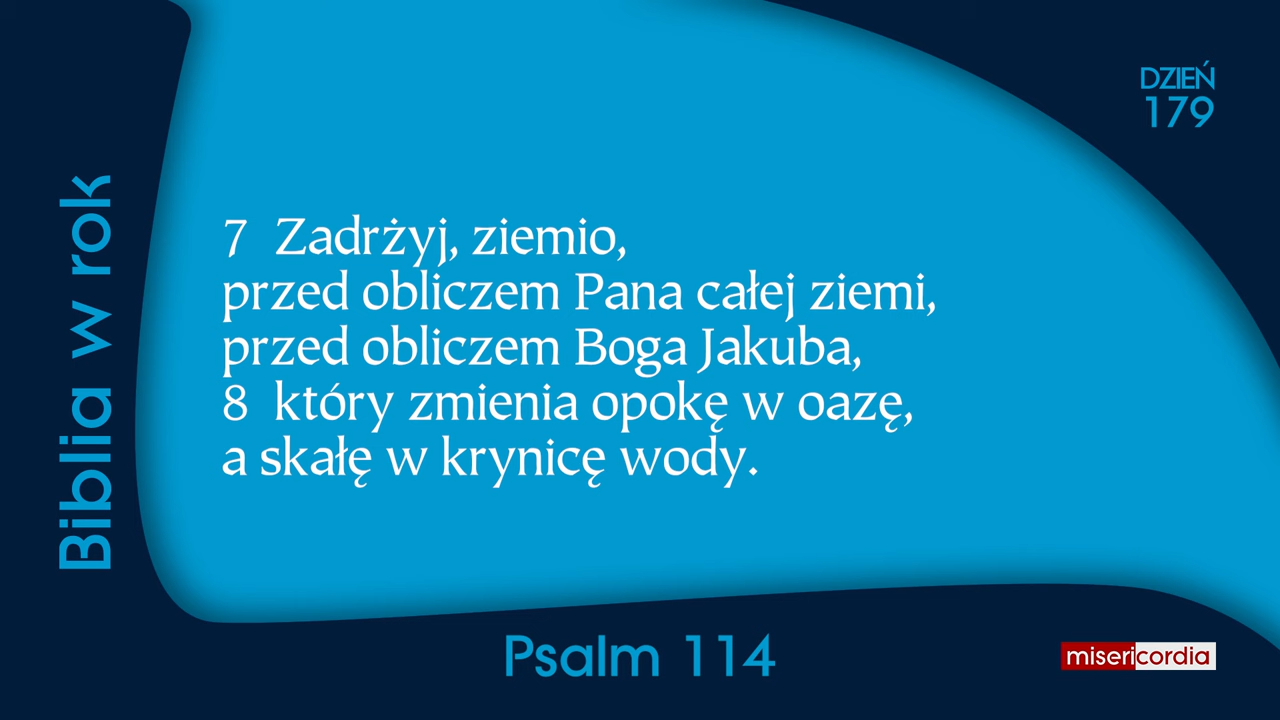 DZIEŃ
179
Biblia w rok
7 Zadrżyj, ziemio,
przed obliczem Pana całej ziemi,
przed obliczem Boga Jakuba,
8 który zmienia opokę w oazę,
a skałę w krynicę wody.
Psalm 114
misericordia